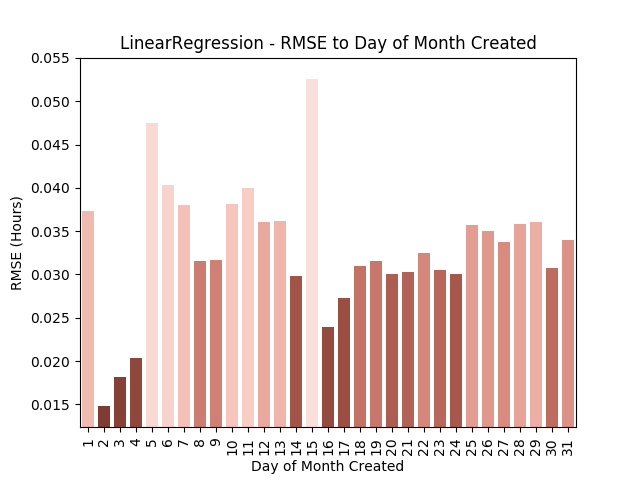 LinearRegression - RMSE to Day of Month Created
RMSE (Hours)
0.055
0.050
0.045
0.040
0.035
0.030
0.025
0.020
0.015
1 2 3 4 5 6 7 8 9 10 11 12 13 14 15 16 17 18 19 20 21 22 23 24 25 26 27 28 29 30 31
Day of Month Created